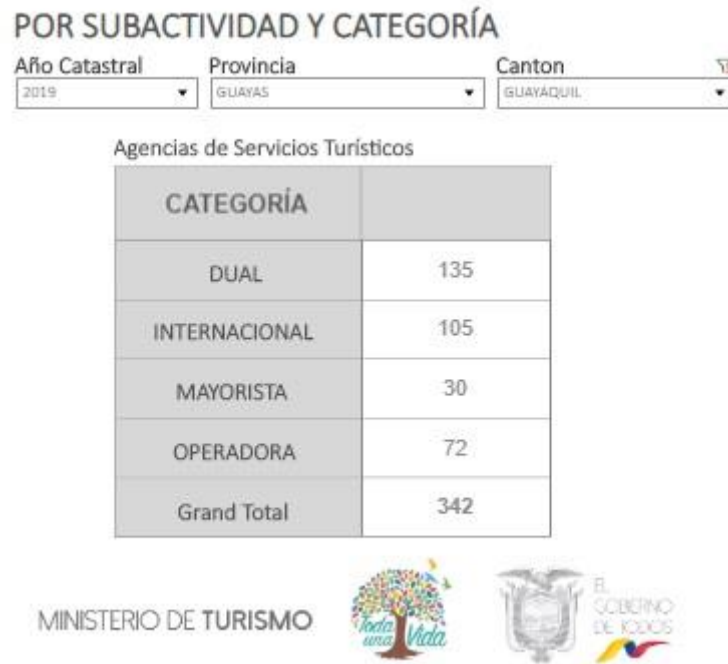 POR SUBACTIVIDAD Y CATEGORÍA
Año Catastral Provincia Canton
2019 GUAYAS GUAYAQUIL
Agencias de Servicios Turísticos
CATEGORÍA
DUAL 135
INTERNACIONAL 105
MAYORISTA 30
OPERADORA 72
Grand Total 342
MINISTERIO DE TURISMO
Toda
una Vida
EL
GOBIERNO
DE TODOS